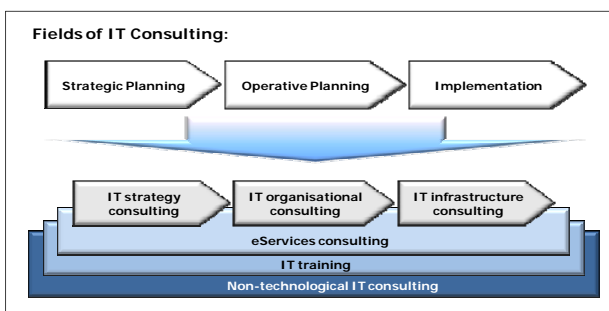 Fields of IT Consulting:
Strategic Planning
Operative Planning
Implementation
IT strategy
consulting
IT organisational
consulting
IT infrastructure
consulting
eServices consulting
IT training
Non-technological IT consulting